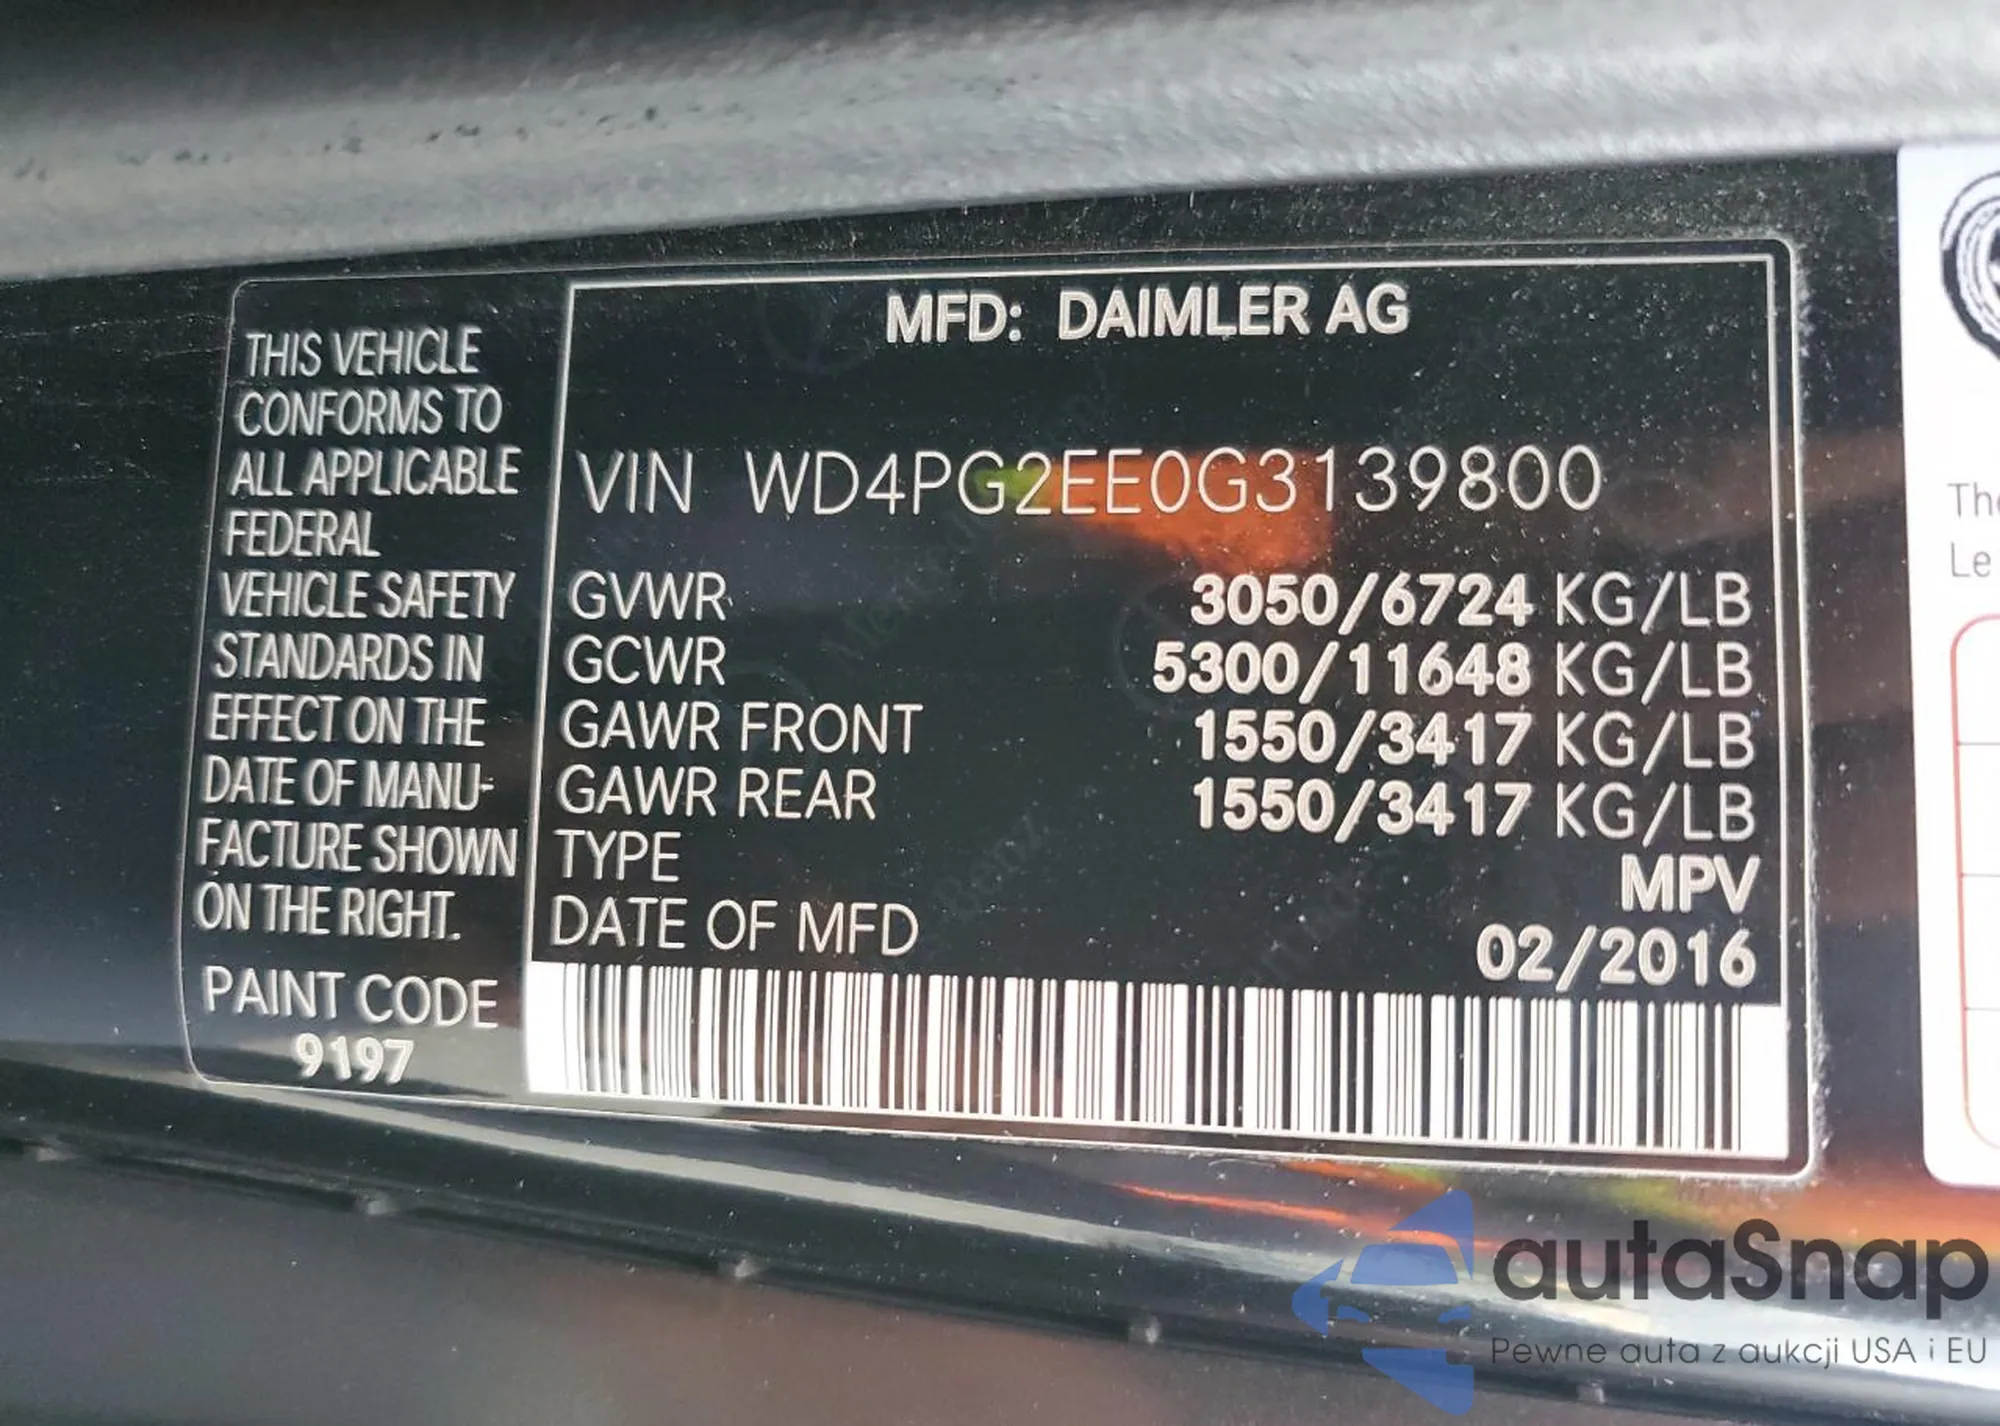 THIS VEHICLE
CONFORMS TO
ALL APPLICABLE
FEDERAL
VEHICLE SAFETY
STANDARDS IN
EFFECT ON THE
DATE OF MANU-
FACTURE SHOWN
ON THE RIGHT.
PAINT CODE
9197
MFD: DAIMLER AG
VIN WD4PG2EE0G3139800
GVWR 3050/6724 KG/LB
GCWR 5300/11648 KG/LB
GAWR FRONT 1550/3417 KG/LB
GAWR REAR 1550/3417 KG/LB
TYPE MPV
DATE OF MFD 02/2016
Le
autaSnap
Pewne auta z aukcji USA i EU